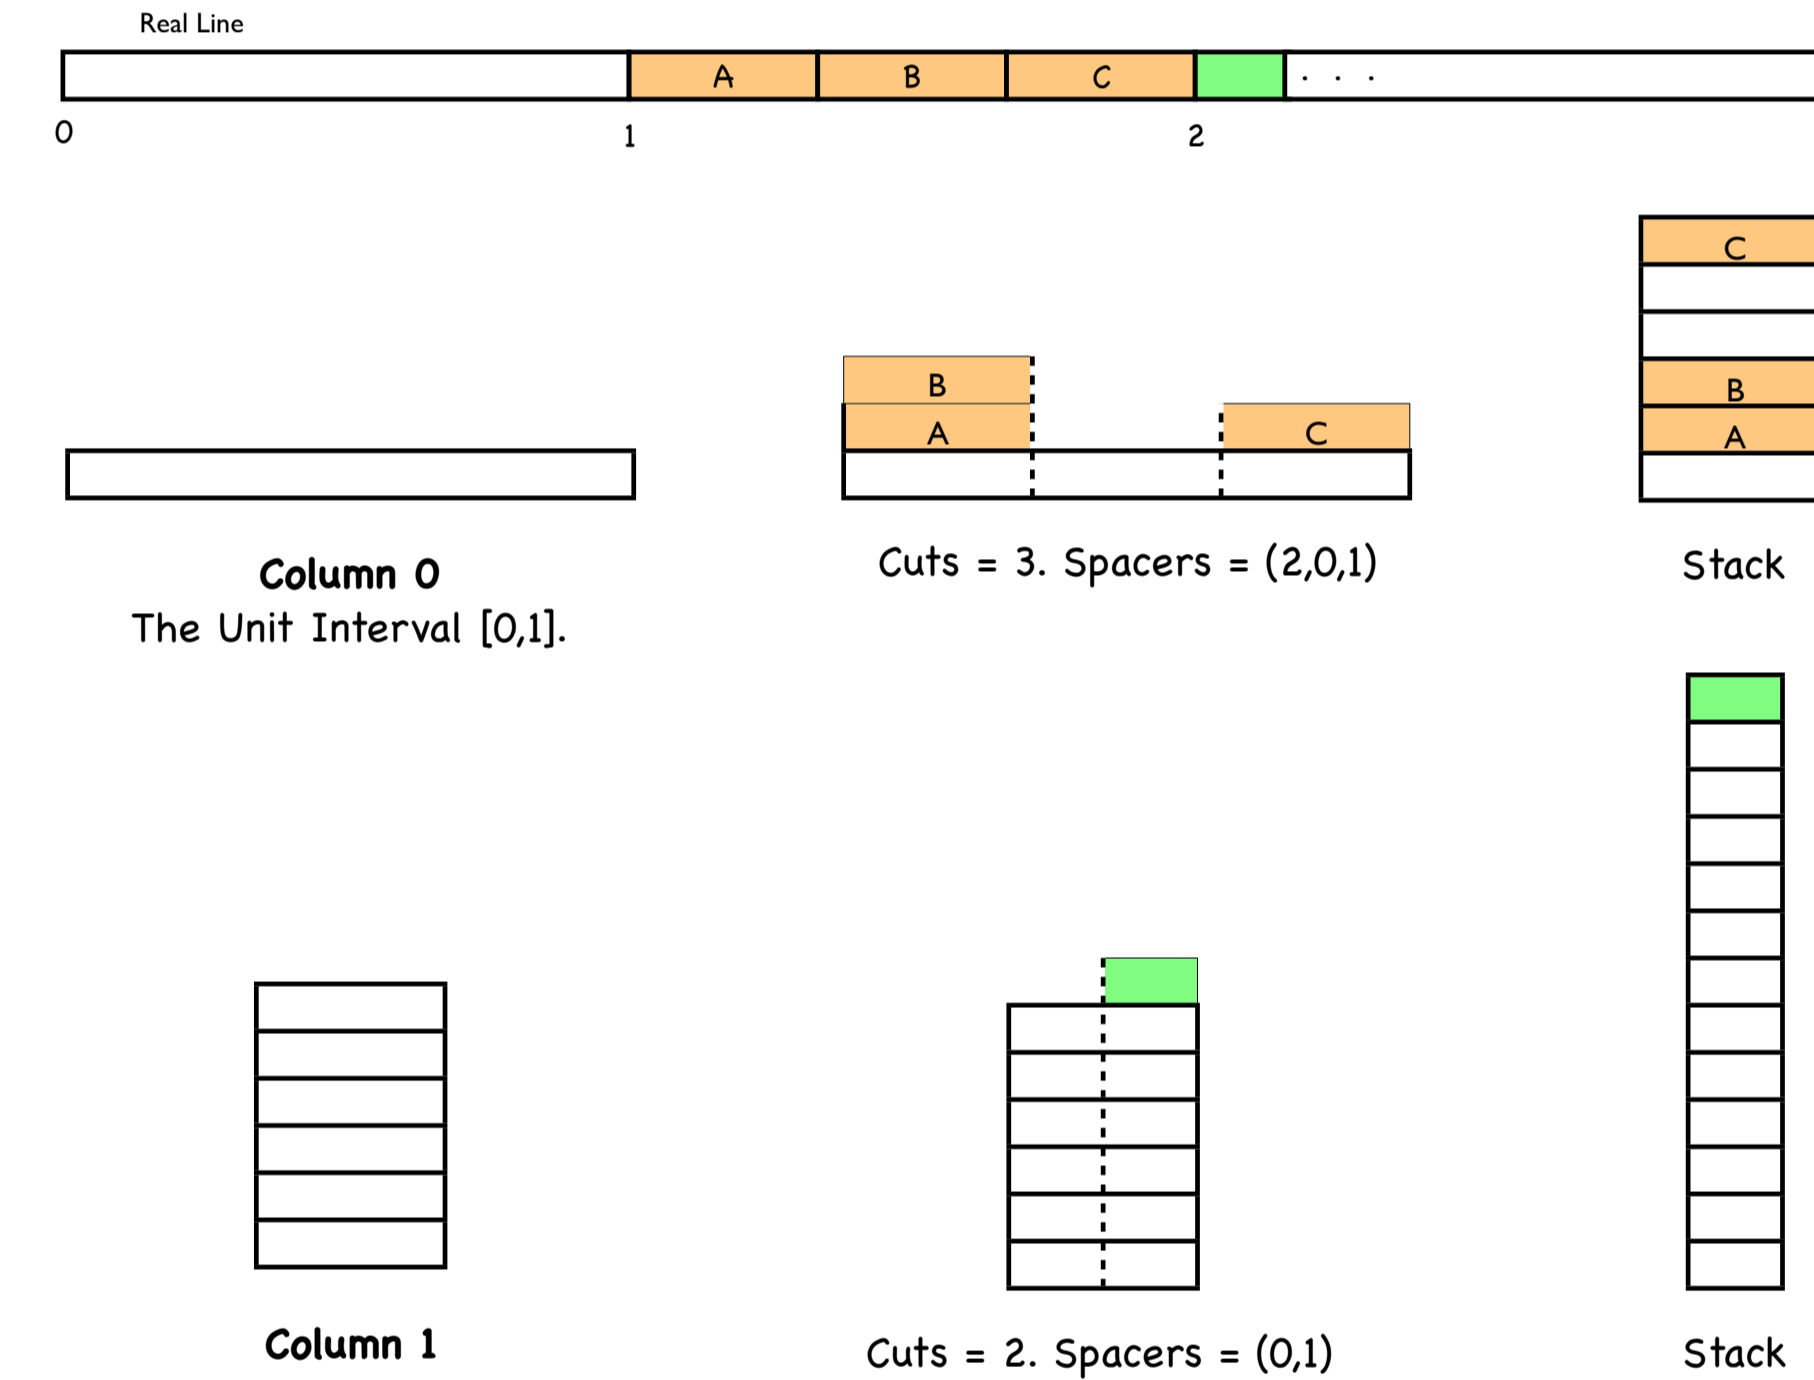 Real Line
A B C . . .
0 1 2
C
B
B
A C
A
Cuts = 3. Spacers = (2,0,1)
Stack
Column 0
The Unit Interval [0,1].
Column 1
Cuts = 2. Spacers = (0,1)
Stack